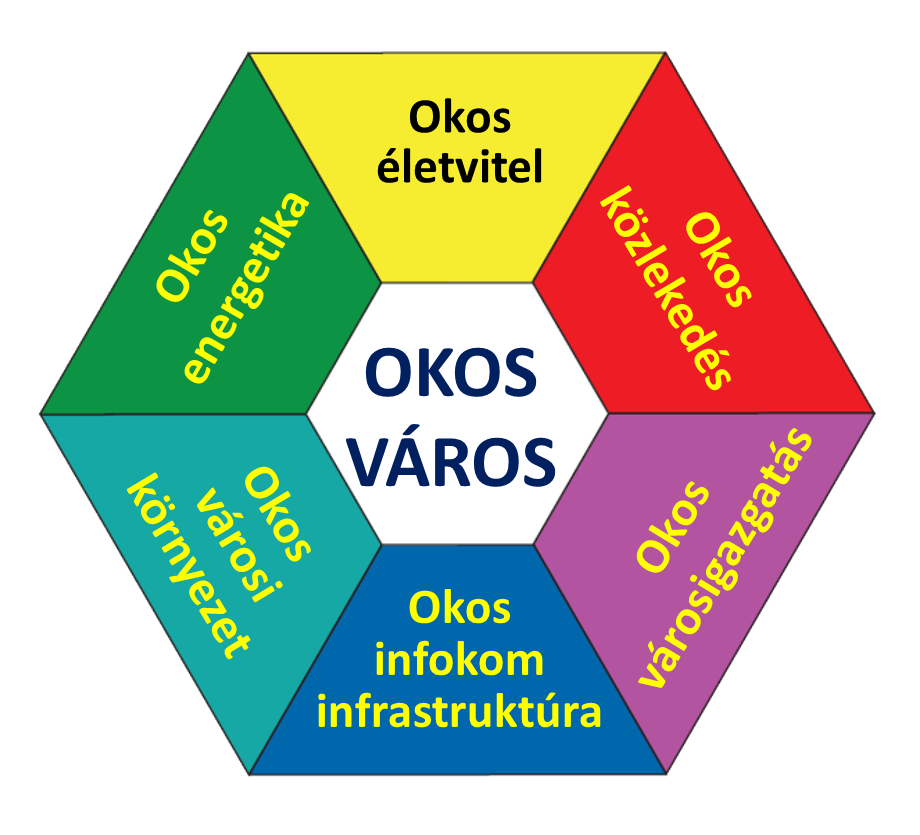 Okos
életvitel
Okos
közlekedés
Okos
városigazgatás
Okos
infokom
infrastruktúra
Okos
városi
környezet
Okos
energetika
OKOS
VÁROS